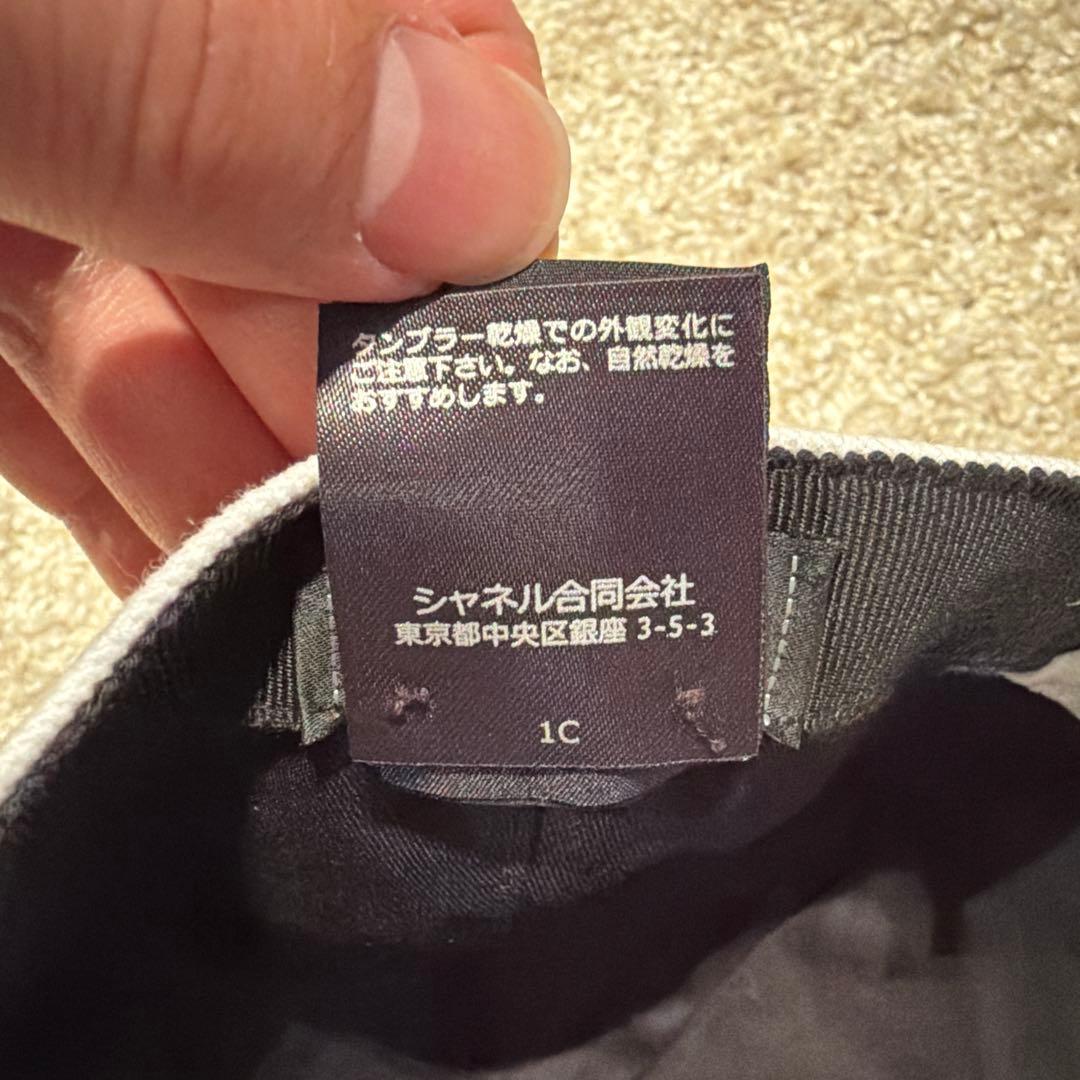 タンブラー乾燥での外観変化に
ご注意下さい。なお、自然乾燥を
おすすめします。
シャネル合同会社
東京都中央区銀座 3-5-3
1C